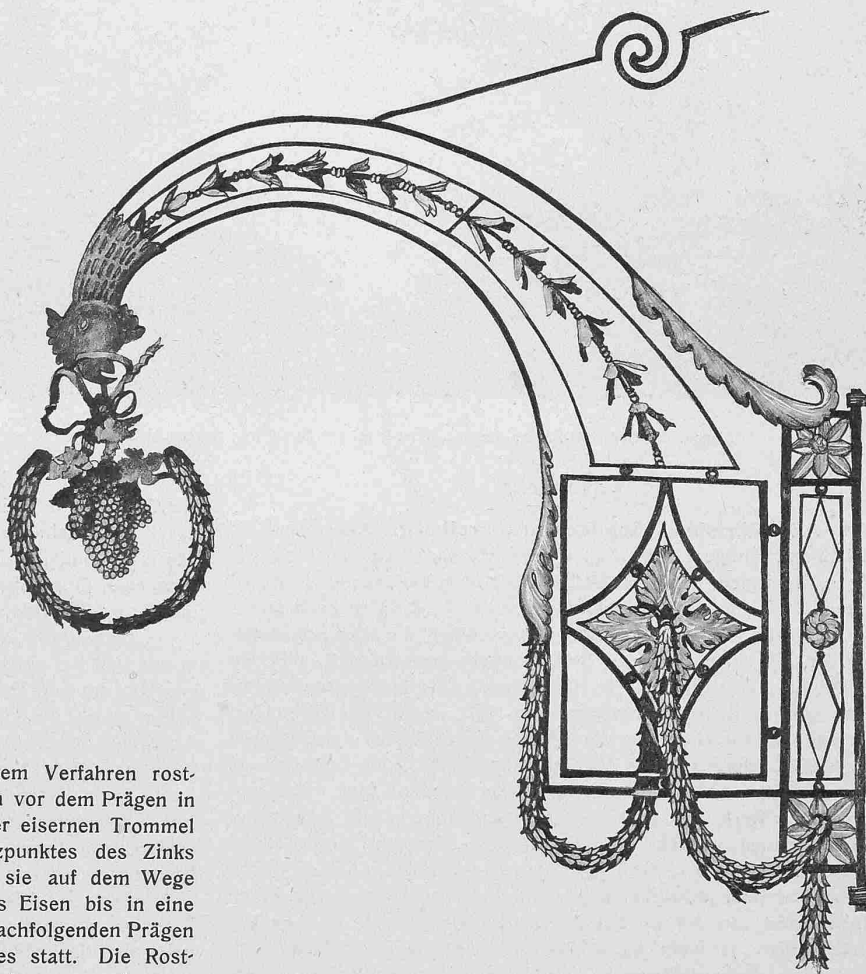 em Verfahren rost-
vor dem Prägen in
er eisernen Trommel
zpunktes des Zinks
sie auf dem Wege
s Eisen bis in eine
achfolgenden Prägen
es statt. Die Rost-